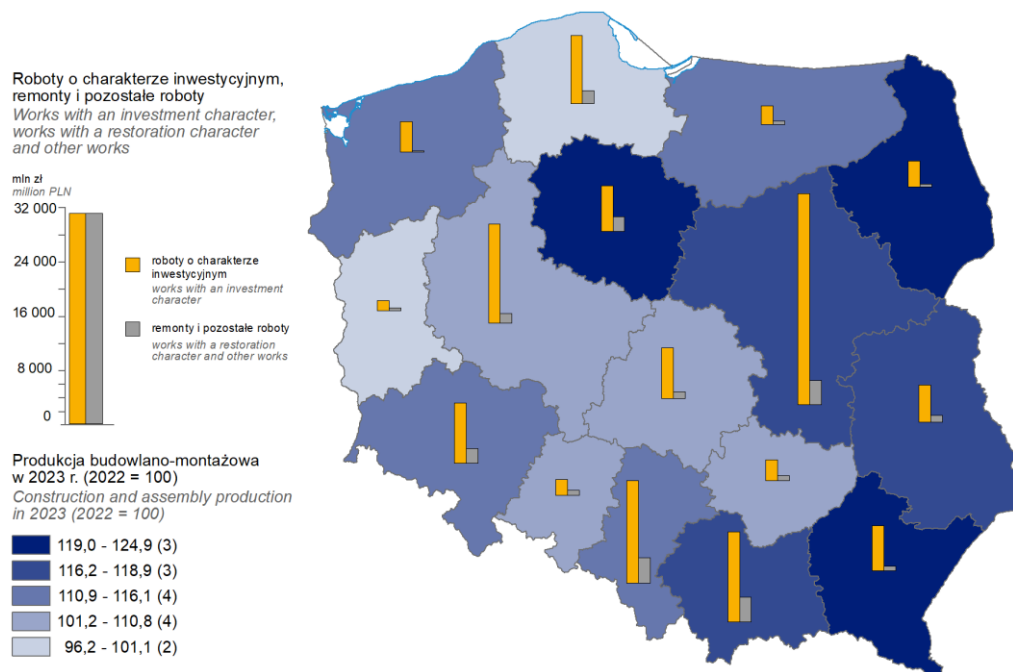 Roboty o charakterze inwestycyjnym,
remonty i pozostałe roboty
Works with an investment character,
works with a restoration character
and other works
mln zł
million PLN
32 000
24 000
16 000
8 000
0
roboty o charakterze
inwestycyjnym
works with an investment
character
remonty i pozostałe roboty
works with a restoration
character and other works
Produkcja budowlano-montażowa
w 2023 r. (2022 = 100)
Construction and assembly production
in 2023 (2022 = 100)
119,0 - 124,9 (3)
116,2 - 118,9 (3)
110,9 - 116,1 (4)
101,2 - 110,8 (4)
96,2 - 101,1 (2)